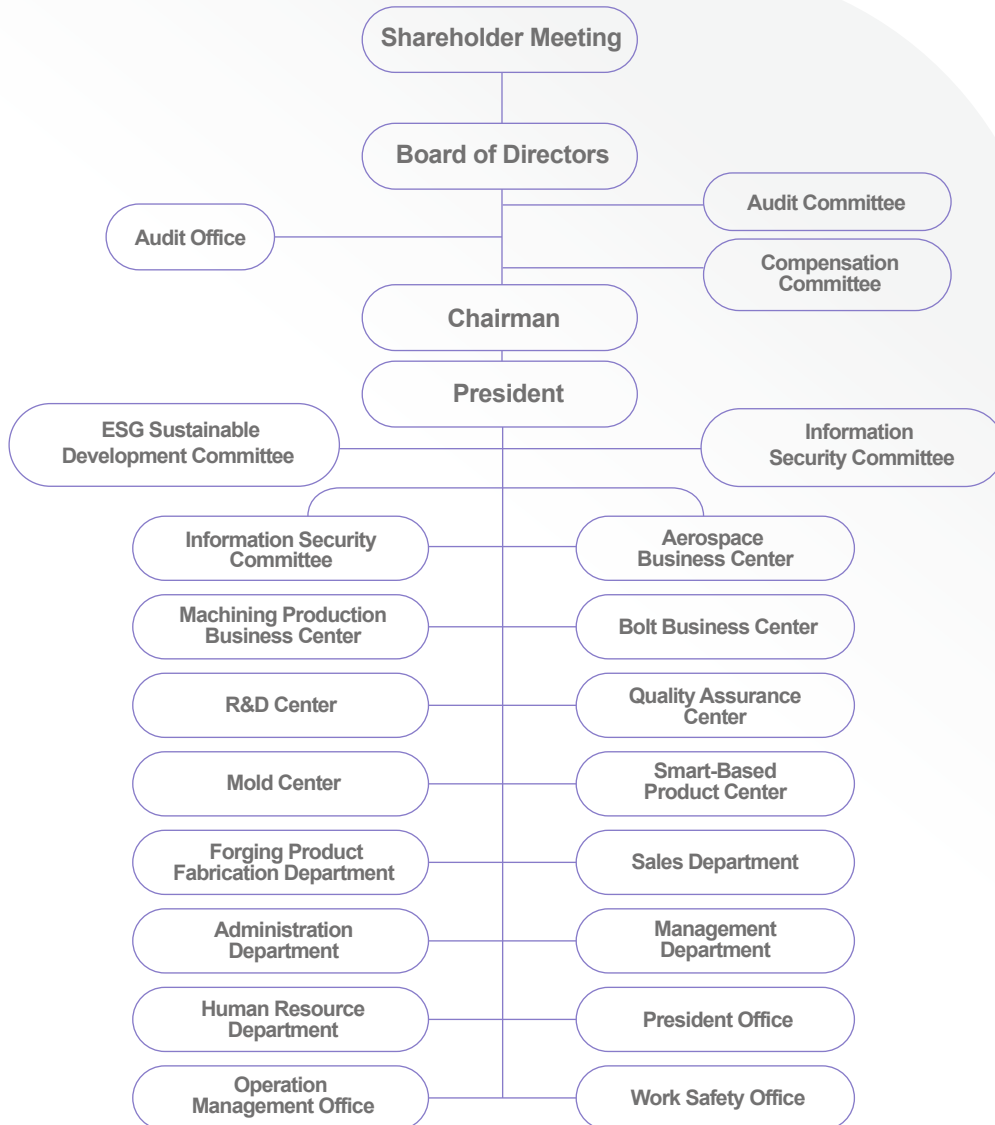 Shareholder Meeting
Board of Directors
Audit Committee
Audit Office
Compensation
Committee
Chairman
President
ESG Sustainable
Development Committee
Information
Security Committee
Information Security
Committee
Aerospace
Business Center
Machining Production
Business Center
Bolt Business Center
R&D Center
Quality Assurance
Center
Mold Center
Smart-Based
Product Center
Forging Product
Fabrication Department
Sales Department
Administration
Department
Management
Department
Human Resource
Department
President Office
Operation
Management Office
Work Safety Office